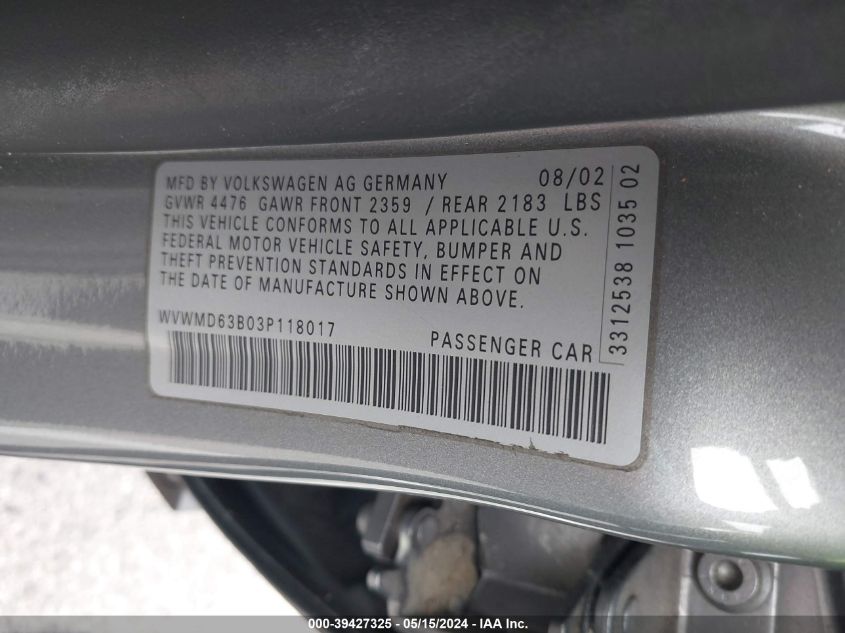 MFD BY VOLKSWAGEN AG GERMANY 08/02
GVWR 4476 GAWR FRONT 2359 / REAR 2183 LBS
THIS VEHICLE CONFORMS TO ALL APPLICABLE U.S.
FEDERAL MOTOR VEHICLE SAFETY, BUMPER AND
THEFT PREVENTION STANDARDS IN EFFECT ON
THE DATE OF MANUFACTURE SHOWN ABOVE.
WVWMD63B03P118017 PASSENGER CAR
3312538 1035 02
000-39427325 - 05/15/2024 - IAA Inc.